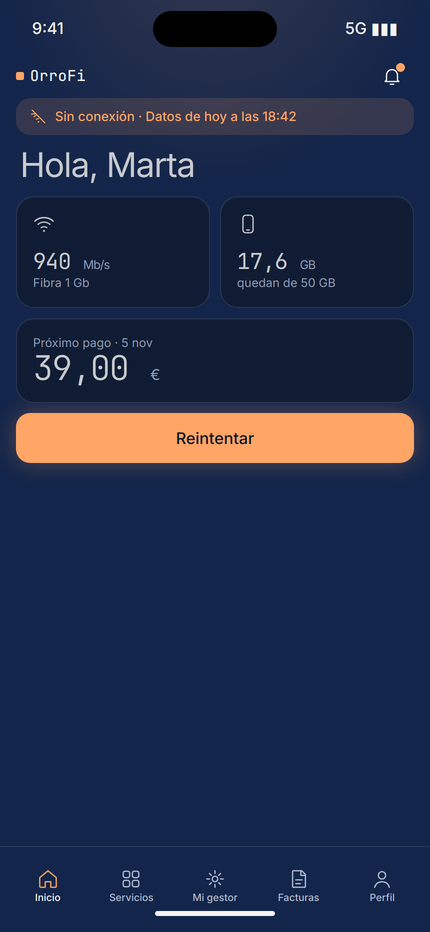 9:41
5G
OrroFi
Sin conexión · Datos de hoy a las 18:42
Hola, Marta
940 Mb/s
Fibra 1 Gb
17,6 GB
quedan de 50 GB
Próximo pago · 5 nov
39,00 €
Reintentar
Inicio
Servicios
Mi gestor
Facturas
Perfil